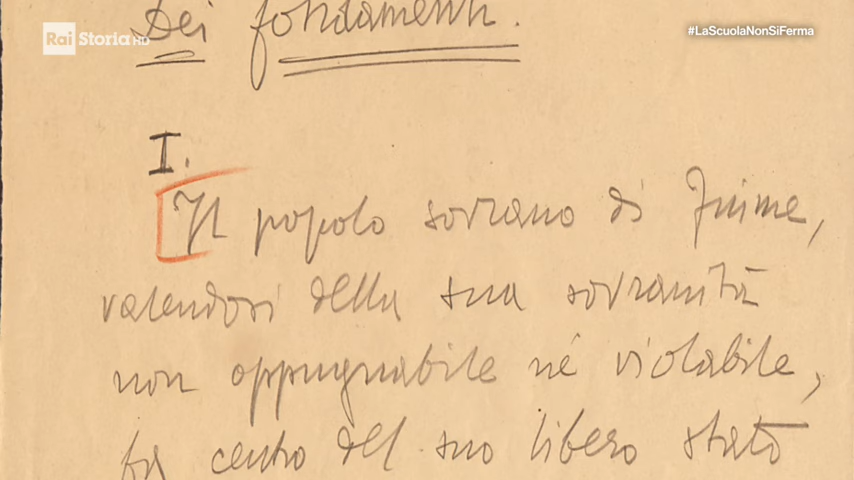 Rai Storia HD
#LaScuolaNonSiFerma
Dei fondamenti.
I.
Il popolo sovrano di Fiume,
valendosi della sua sovranità
non oppugnabile né violabile,
fa centro del suo libero stato